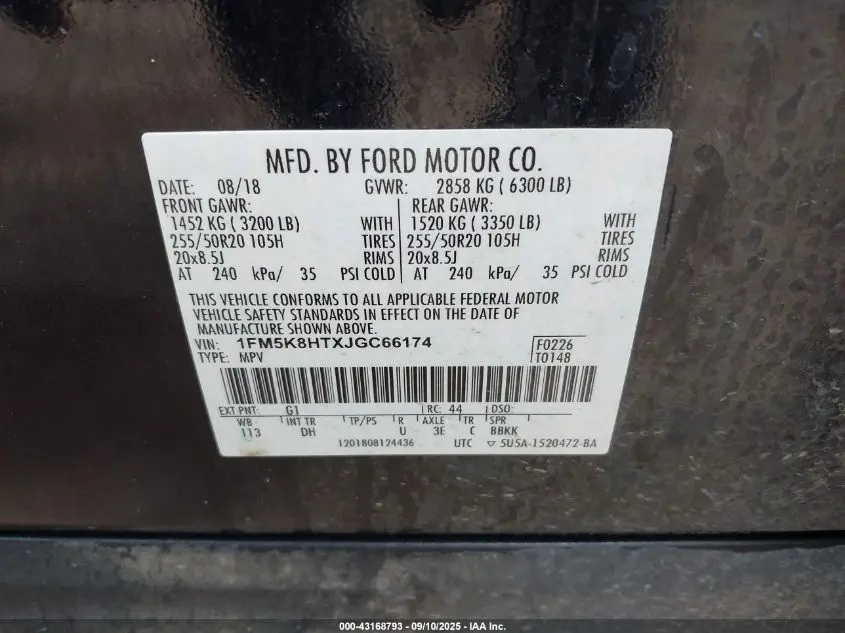 MFD. BY FORD MOTOR CO.
DATE: 08/18 GVWR: 2858 KG ( 6300 LB)
FRONT GAWR: REAR GAWR:
1452 KG ( 3200 LB) WITH 1520 KG ( 3350 LB) WITH
255/50R20 105H TIRES 255/50R20 105H TIRES
20x8.5J RIMS 20x8.5J RIMS
AT 240 kPa/ 35 PSI COLD AT 240 kPa/ 35 PSI COLD
THIS VEHICLE CONFORMS TO ALL APPLICABLE FEDERAL MOTOR
VEHICLE SAFETY STANDARDS IN EFFECT ON THE DATE OF
MANUFACTURE SHOWN ABOVE.
VIN: 1FM5K8HTXJGC66174 F0226
TYPE: MPV T0148
EXT PNT: G1 RC: 44 DSO:
WB INT TR TP/PS R AXLE TR SPR
113 DH U 3E C BBKK
1201808124436 UTC ▽ 5U5A-1520472-BA
000-43168793 - 09/10/2025 - IAA Inc.